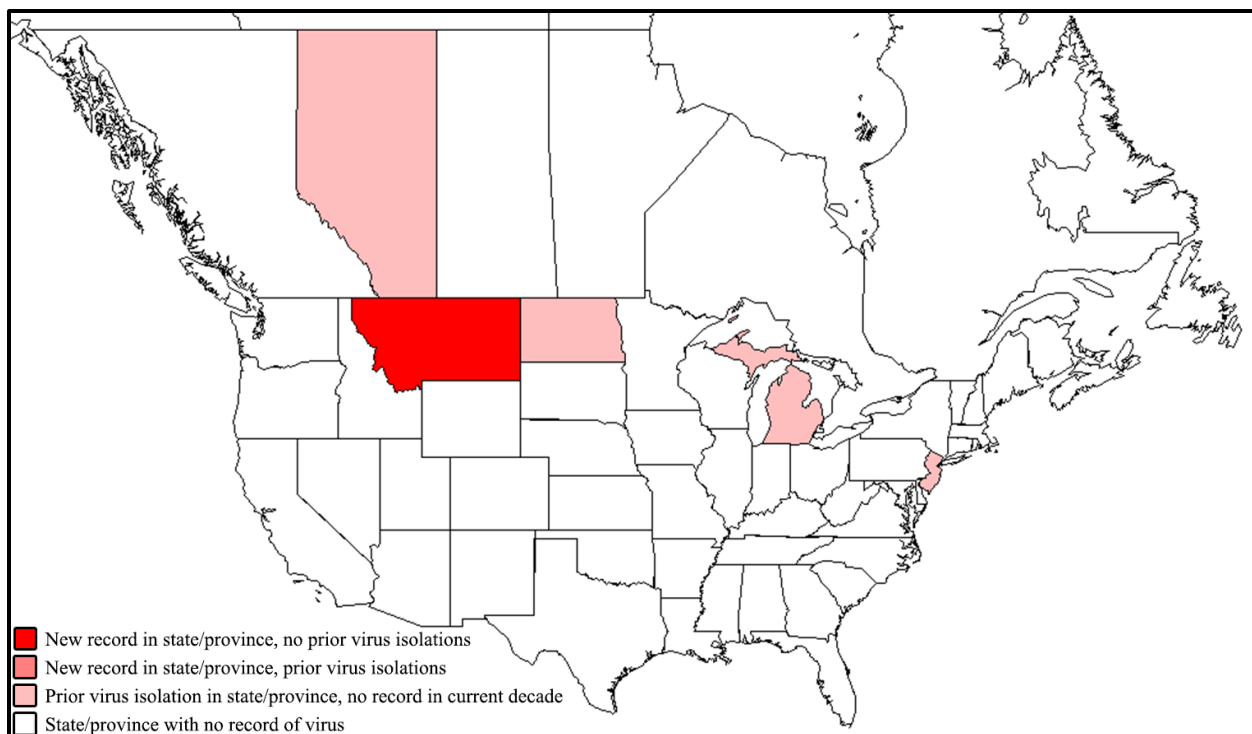 New record in state/province, no prior virus isolations
New record in state/province, prior virus isolations
Prior virus isolation in state/province, no record in current decade
State/province with no record of virus